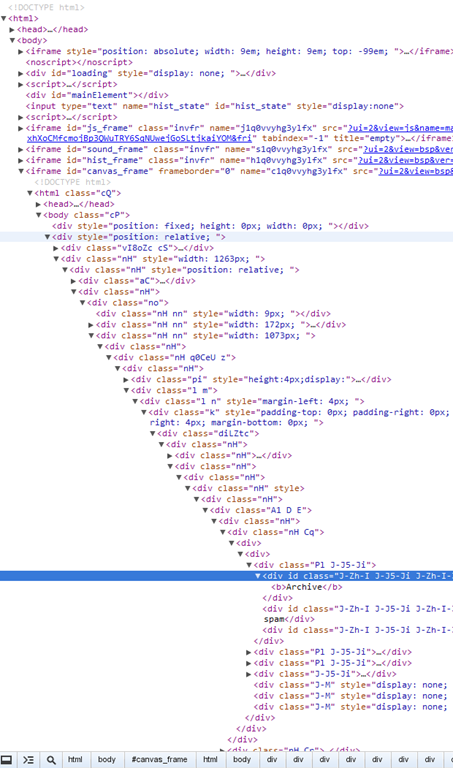 <!DOCTYPE html>
▼<html>
▶<head>…</head>
▼<body>
▶<iframe style="position: absolute; width: 9em; height: 9em; top: -99em; ">…</iframe>
<noscript></noscript>
▶<div id="loading" style="display: none; ">…</div>
▶<script>…</script>
<div id="mainElement"></div>
<input type="text" name="hist_state" id="hist_state" style="display:none">
▶<script>…</script>
▶<iframe id="js_frame" class="invfr" name="j1q0vvyhg3ylfx" src="?ui=2&view=js&name=ma
tabindex="-1" title="empty">…</iframe>
▶<iframe id="sound_frame" class="invfr" name="s1q0vvyhg3ylfx" src="?ui=2&view=bsp&ver
▶<iframe id="hist_frame" class="invfr" name="h1q0vvyhg3ylfx" src="?ui=2&view=bsp&ver=
▼<iframe id="canvas_frame" frameborder="0" name="c1q0vvyhg3ylfx" src="?ui=2&view=bsp&
<!DOCTYPE html>
▼<html class="cQ">
▶<head>…</head>
▼<body class="cP">
<div style="position: fixed; height: 0px; width: 0px; "></div>
▼<div style="position: relative; ">
▶<div class="vI8oZc cS">…</div>
▼<div class="nH" style="width: 1263px; ">
▼<div class="nH" style="position: relative; ">
▶<div class="aC">…</div>
▼<div class="nH">
▼<div class="no">
<div class="nH nn" style="width: 9px; "></div>
▶<div class="nH nn" style="width: 172px; ">…</div>
▼<div class="nH nn" style="width: 1073px; ">
▼<div class="nH">
▼<div class="nH q0CeU z">
▼<div class="nH">
▶<div class="pi" style="height:4px;display:">…</div>
▼<div class="l m">
▼<div class="l n" style="margin-left: 4px; ">
▼<div class="k" style="padding-top: 0px; padding-right: 0px;
right: 4px; margin-bottom: 0px; ">
▼<div class="diLZtc">
▼<div class="nH">
▶<div class="nH">…</div>
▼<div class="nH">
▼<div class="nH">
▼<div class="nH" style>
▼<div class="nH">
▼<div class="A1 D E">
▼<div class="nH">
▼<div class="nH Cq">
▼<div>
▼<div>
▼<div class="Pl J-J5-Ji">
▼<div id class="J-Zh-I J-J5-Ji J-Zh-I-
<b>Archive</b>
</div>
<div id class="J-Zh-I J-J5-Ji J-Zh-I-
spam</div>
<div id class="J-Zh-I J-J5-Ji J-Zh-I-
</div>
▶<div class="Pl J-J5-Ji">…</div>
▶<div class="Pl J-J5-Ji">…</div>
▶<div class="J-J5-Ji">…</div>
<div class="J-M" style="display: none;
<div class="J-M" style="display: none;
<div class="J-M" style="display: none;
</div>
</div>
</div>
▶<div class="nH Cr">…</div>
html body #canvas_frame html body div div div div div div